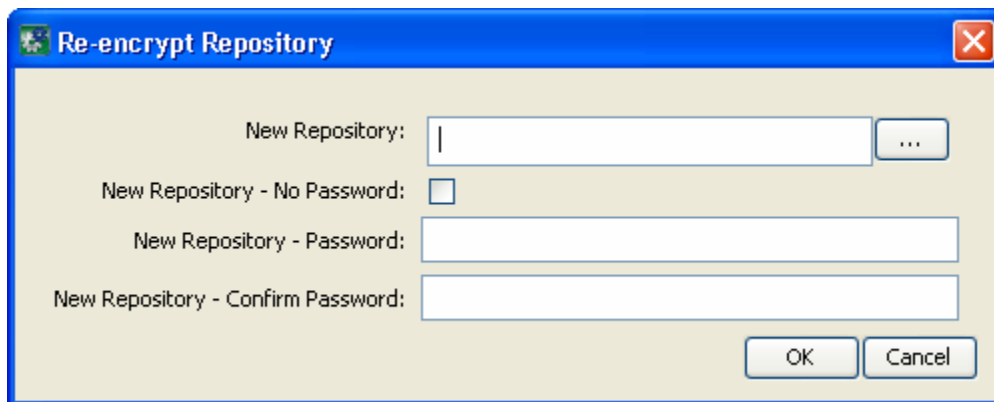 Re-encrypt Repository
New Repository:
...
New Repository - No Password:
New Repository - Password:
New Repository - Confirm Password:
OK Cancel